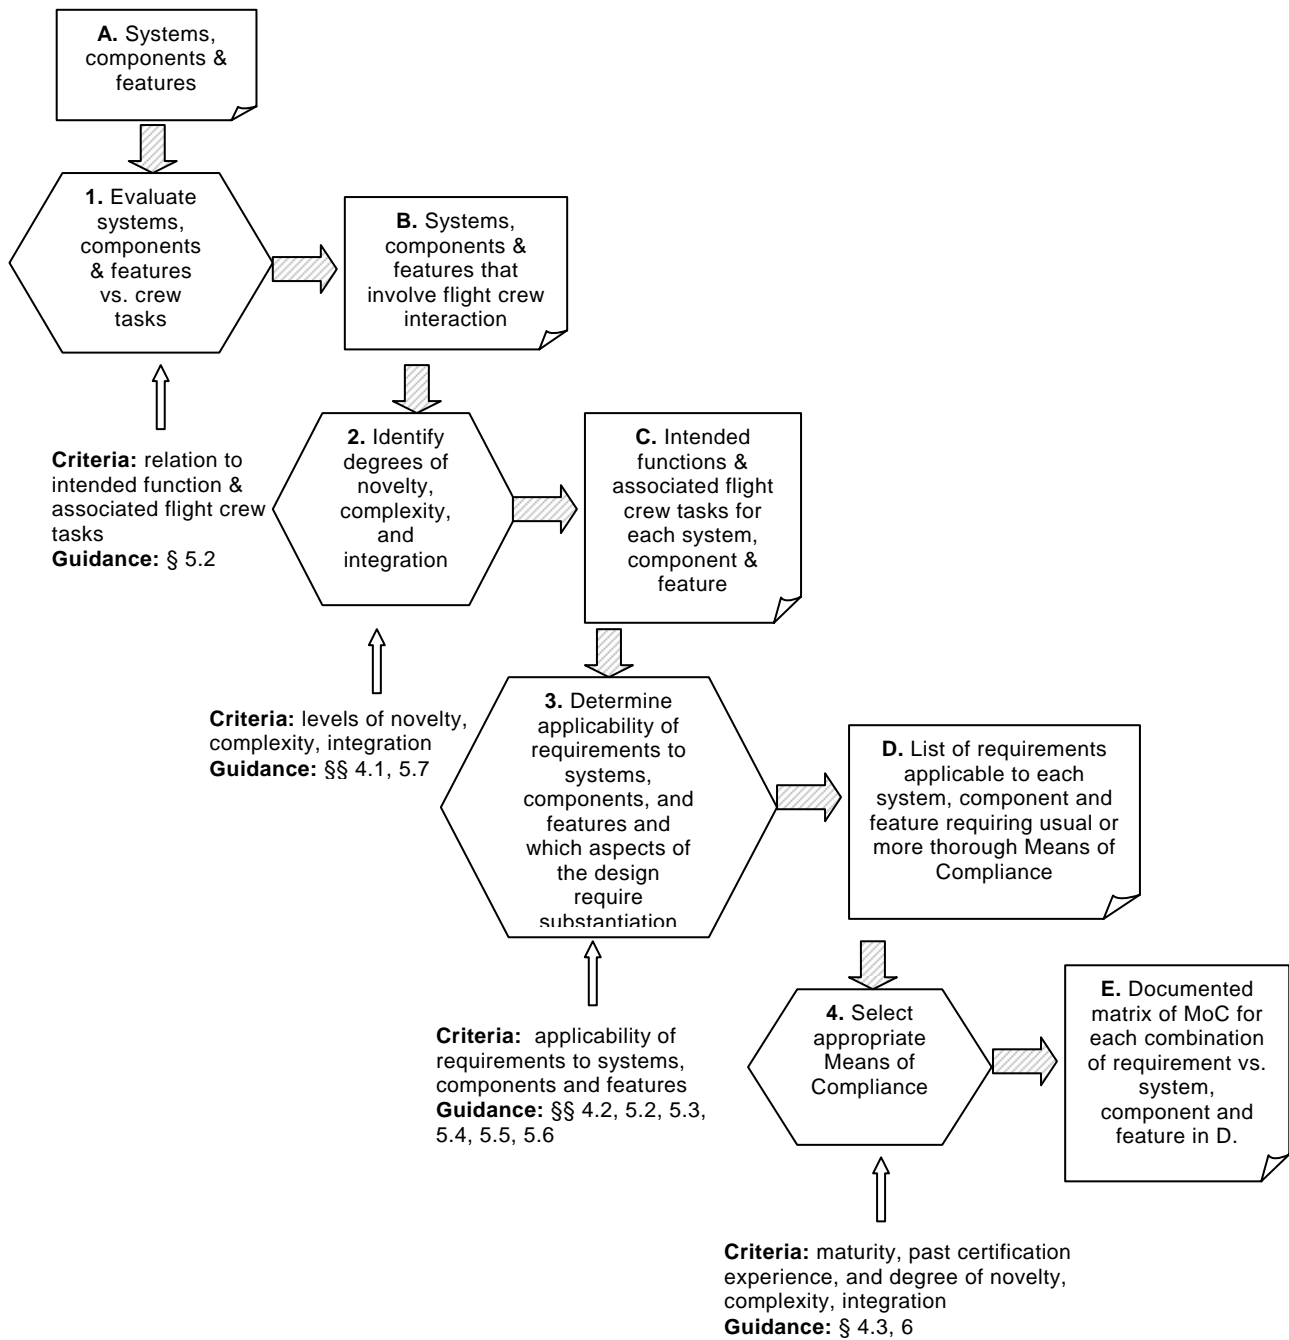 A. Systems,
components &
features
1. Evaluate
systems,
components
& features
vs. crew
tasks
B. Systems,
components &
features that
involve flight crew
interaction
Criteria: relation to
intended function &
associated flight crew
tasks
Guidance: § 5.2
2. Identify
degrees of
novelty,
complexity,
and
integration
C. Intended
functions &
associated flight
crew tasks for
each system,
component &
feature
Criteria: levels of novelty,
complexity, integration
Guidance: §§ 4.1, 5.7
3. Determine
applicability of
requirements to
systems,
components, and
features and
which aspects of
the design
require
substantiation
D. List of requirements
applicable to each
system, component and
feature requiring usual or
more thorough Means of
Compliance
Criteria: applicability of
requirements to systems,
components and features
Guidance: §§ 4.2, 5.2, 5.3,
5.4, 5.5, 5.6
4. Select
appropriate
Means of
Compliance
E. Documented
matrix of MoC for
each combination
of requirement vs.
system,
component and
feature in D.
Criteria: maturity, past certification
experience, and degree of novelty,
complexity, integration
Guidance: § 4.3, 6